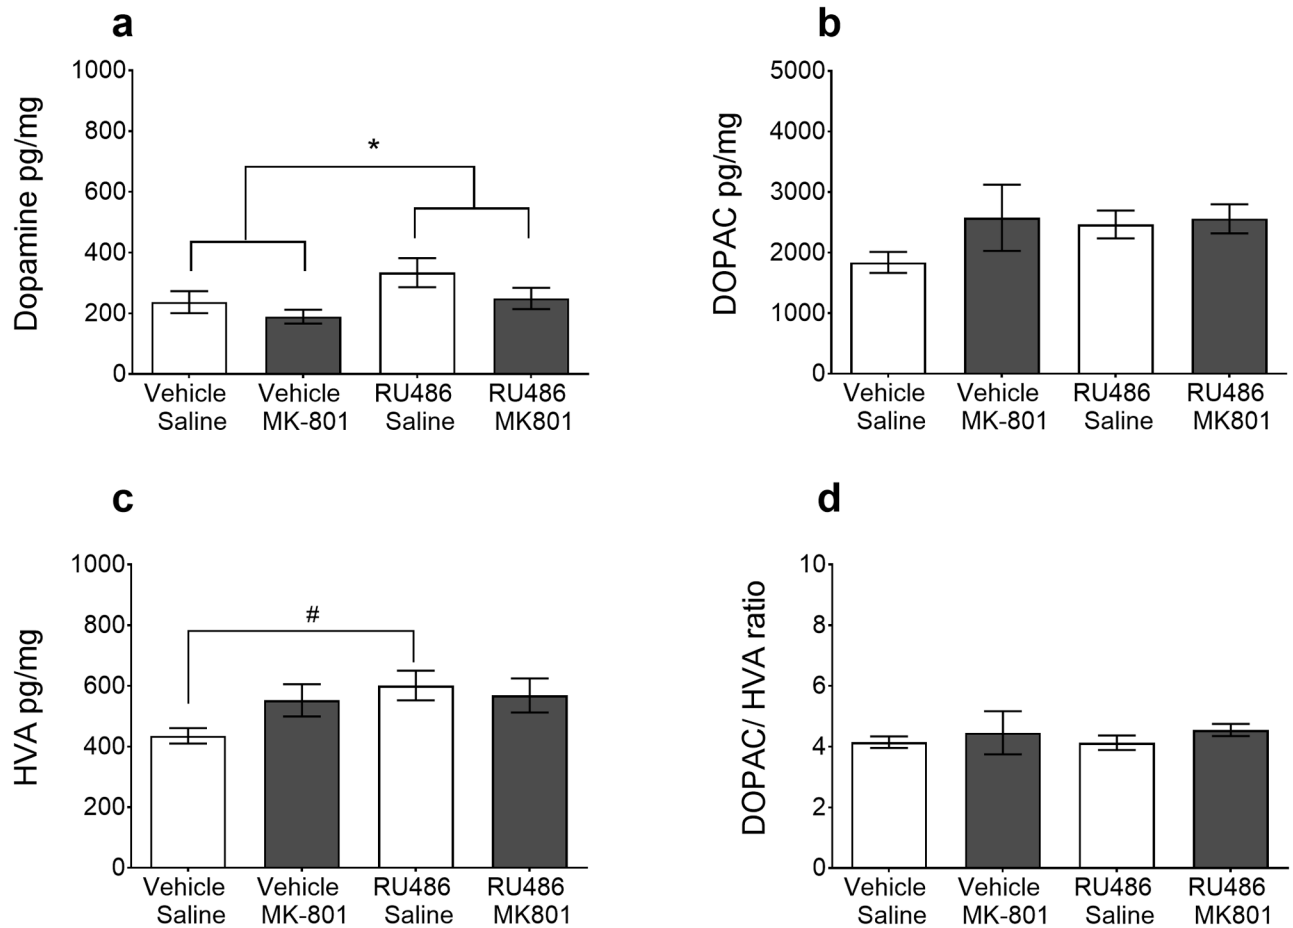 a
Dopamine pg/mg
1000
800
600
400
200
0
*
Vehicle Vehicle RU486 RU486
Saline MK-801 Saline MK801
b
DOPAC pg/mg
5000
4000
3000
2000
1000
0
Vehicle Vehicle RU486 RU486
Saline MK-801 Saline MK801
c
HVA pg/mg
1000
800
600
400
200
0
#
Vehicle Vehicle RU486 RU486
Saline MK-801 Saline MK801
d
DOPAC/ HVA ratio
10
8
6
4
2
0
Vehicle Vehicle RU486 RU486
Saline MK-801 Saline MK801